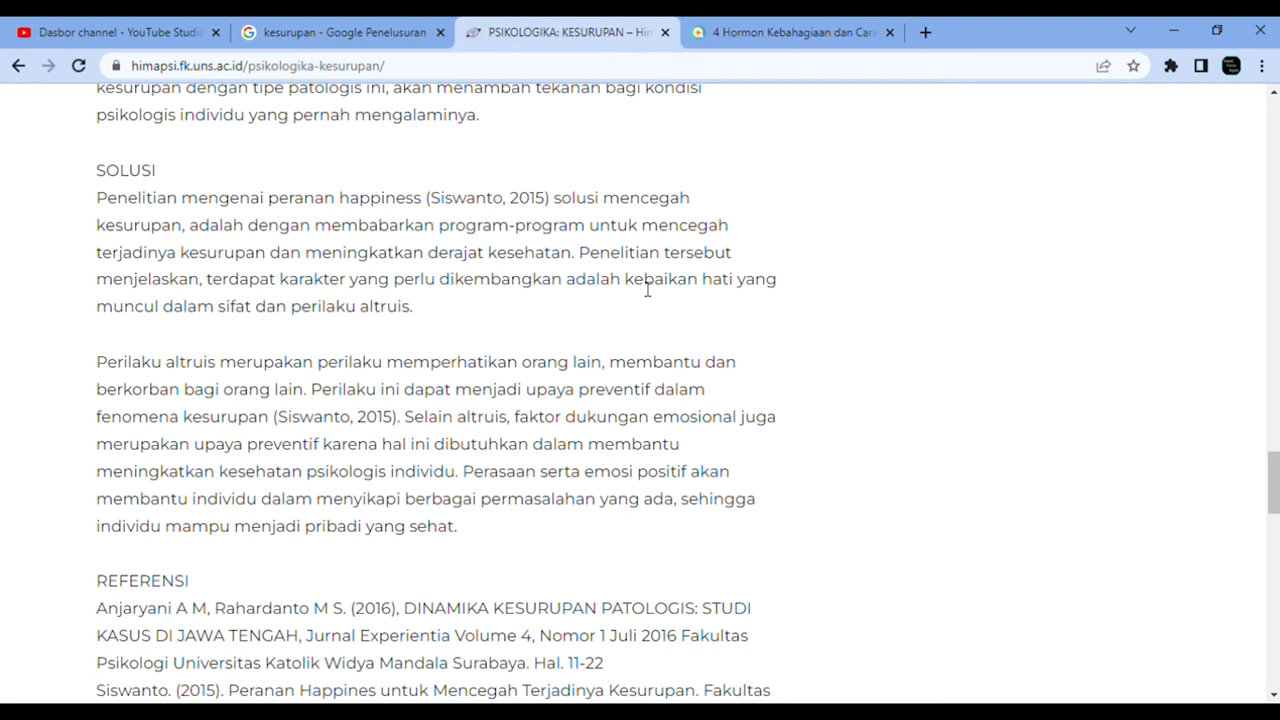 Dasbor channel - YouTube Studio
kesurupan - Google Penelusuran
PSIKOLOGIKA: KESURUPAN – Him
4 Hormon Kebahagiaan dan Cara
himapsi.fk.uns.ac.id/psikologika-kesurupan/
kesurupan dengan tipe patologis ini, akan menambah tekanan bagi kondisi
psikologis individu yang pernah mengalaminya.
SOLUSI
Penelitian mengenai peranan happiness (Siswanto, 2015) solusi mencegah
kesurupan, adalah dengan membabarkan program-program untuk mencegah
terjadinya kesurupan dan meningkatkan derajat kesehatan. Penelitian tersebut
menjelaskan, terdapat karakter yang perlu dikembangkan adalah kebaikan hati yang
muncul dalam sifat dan perilaku altruis.
Perilaku altruis merupakan perilaku memperhatikan orang lain, membantu dan
berkorban bagi orang lain. Perilaku ini dapat menjadi upaya preventif dalam
fenomena kesurupan (Siswanto, 2015). Selain altruis, faktor dukungan emosional juga
merupakan upaya preventif karena hal ini dibutuhkan dalam membantu
meningkatkan kesehatan psikologis individu. Perasaan serta emosi positif akan
membantu individu dalam menyikapi berbagai permasalahan yang ada, sehingga
individu mampu menjadi pribadi yang sehat.
REFERENSI
Anjaryani A M, Rahardanto M S. (2016), DINAMIKA KESURUPAN PATOLOGIS: STUDI
KASUS DI JAWA TENGAH, Jurnal Experientia Volume 4, Nomor 1 Juli 2016 Fakultas
Psikologi Universitas Katolik Widya Mandala Surabaya. Hal. 11-22
Siswanto. (2015). Peranan Happines untuk Mencegah Terjadinya Kesurupan. Fakultas